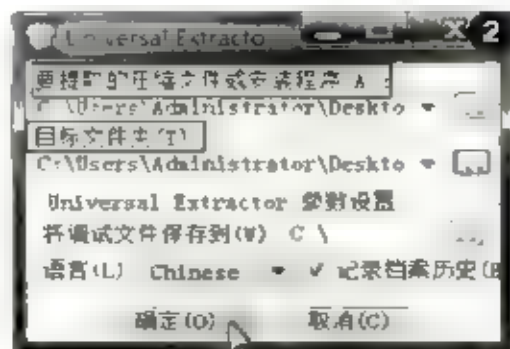 Universal Extracto 2
要提取的压缩文件或安装程序 A :
C:\Users\Administrator\Deskto
目标文件夹(T)
C:\Users\Administrator\Deskto
Universal Extractor 参数设置
将调试文件保存到(W) C \
语言(L) Chinese ✓ 记录档案历史(
确定(O) 取消(C)